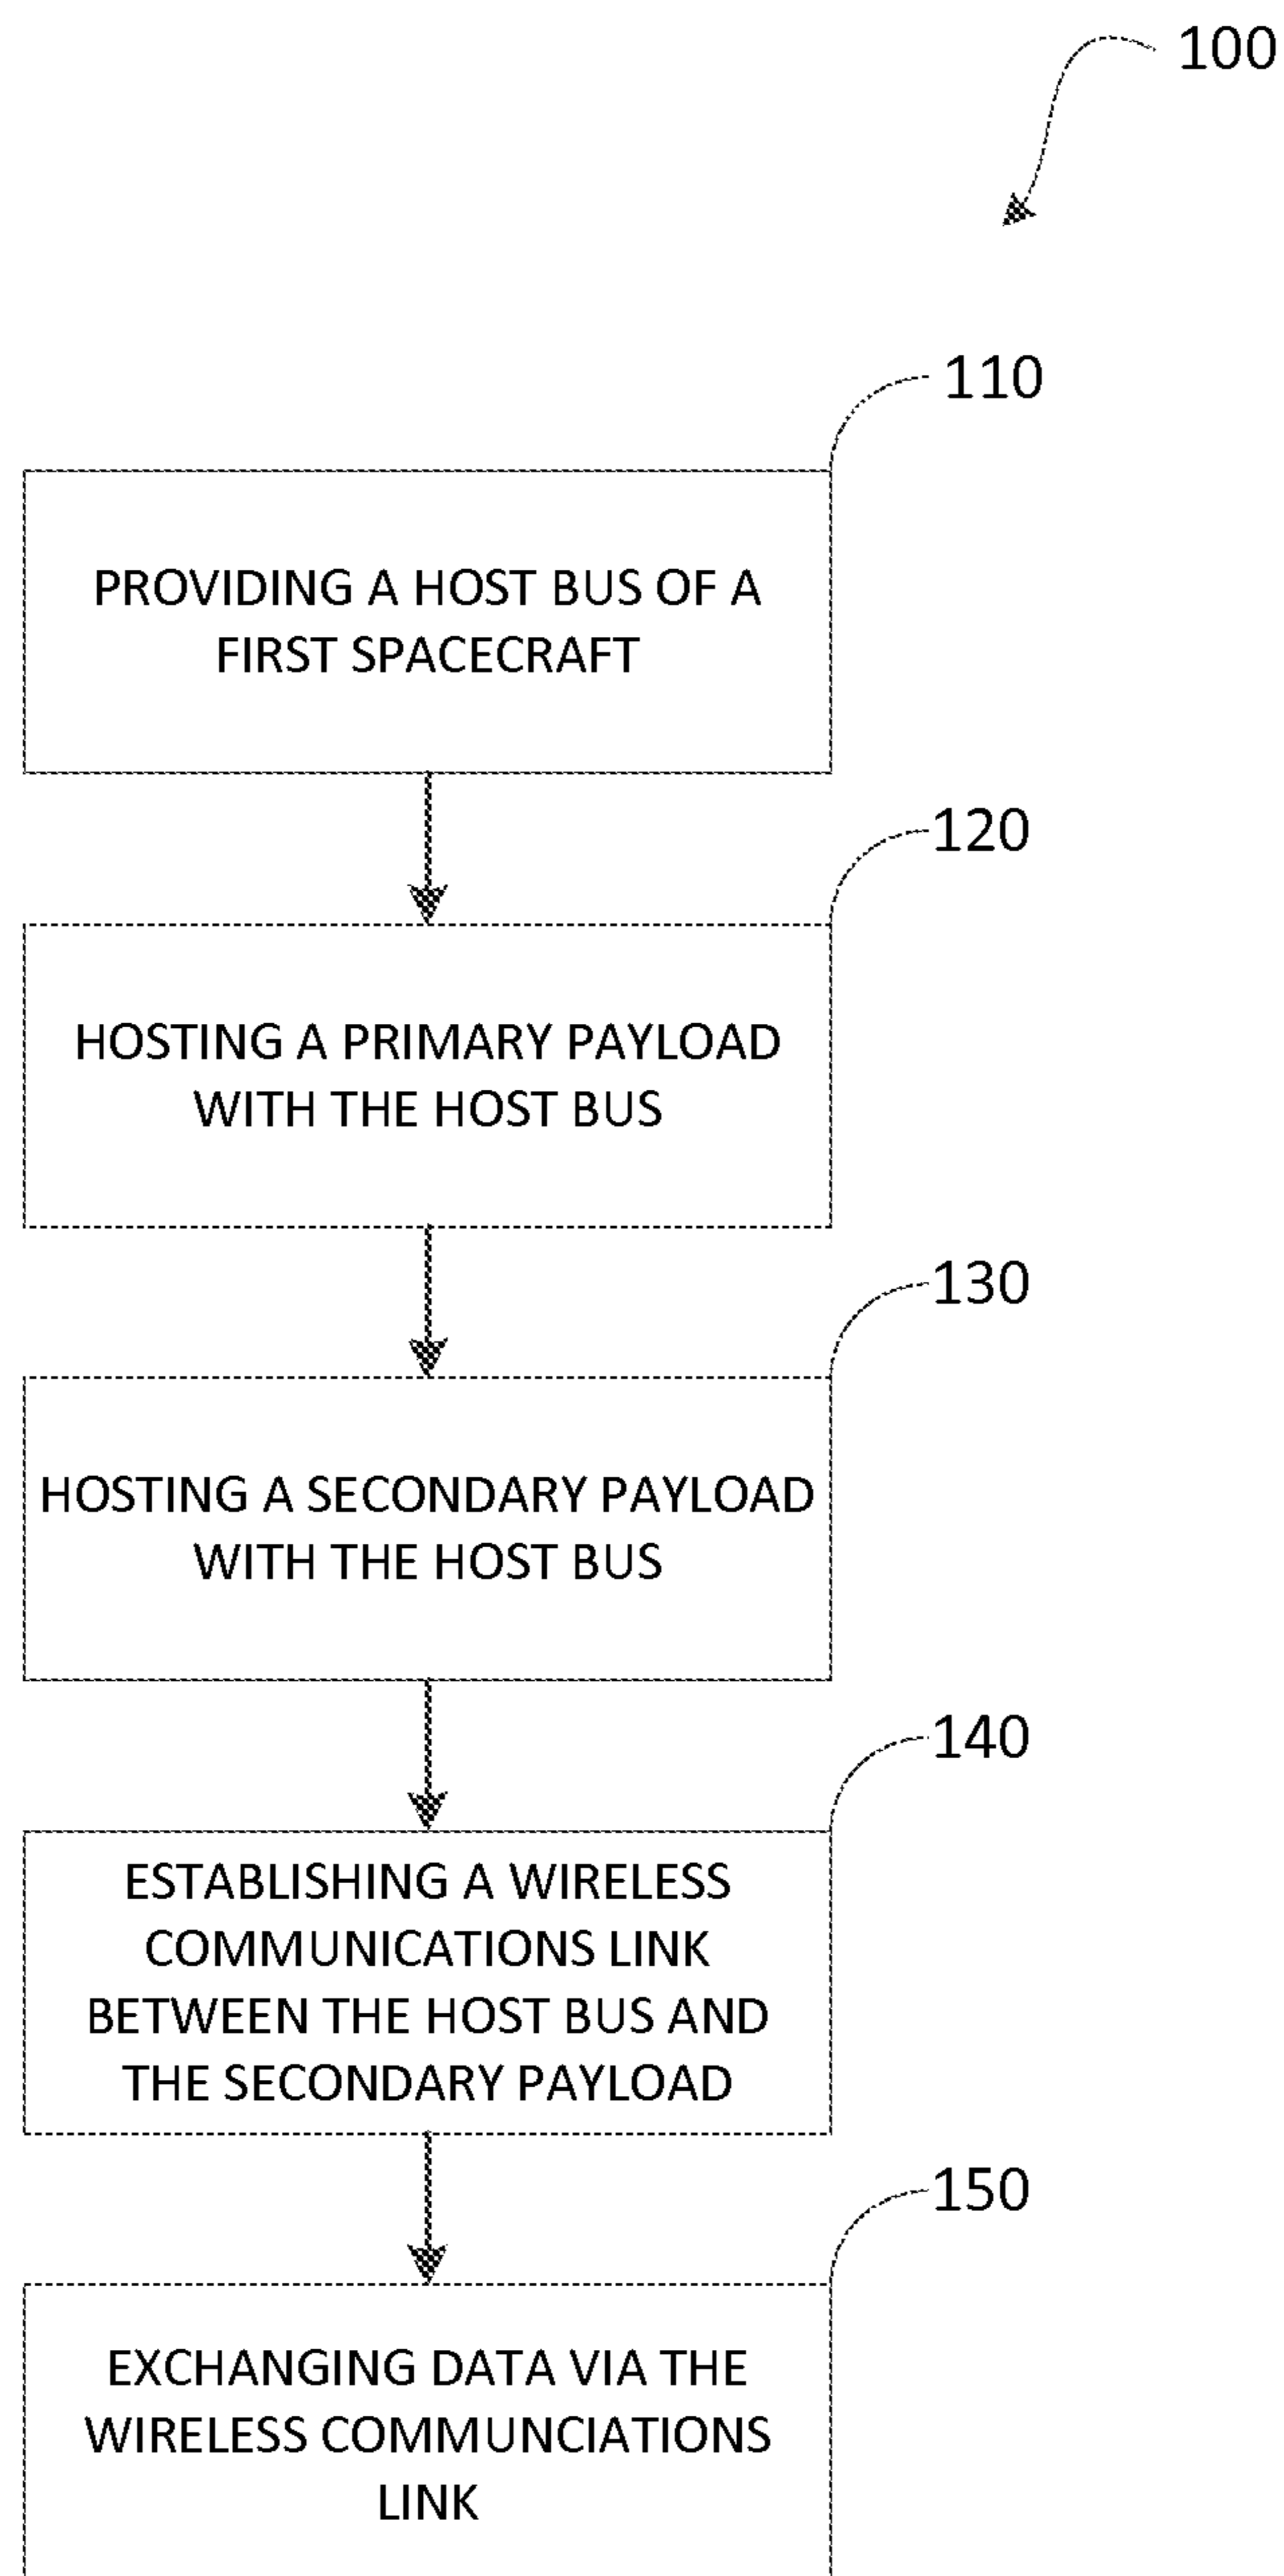 100
110
PROVIDING A HOST BUS OF A
FIRST SPACECRAFT
120
HOSTING A PRIMARY PAYLOAD
WITH THE HOST BUS
130
HOSTING A SECONDARY PAYLOAD
WITH THE HOST BUS
140
ESTABLISHING A WIRELESS
COMMUNICATIONS LINK
BETWEEN THE HOST BUS AND
THE SECONDARY PAYLOAD
150
EXCHANGING DATA VIA THE
WIRELESS COMMUNCIATIONS
LINK